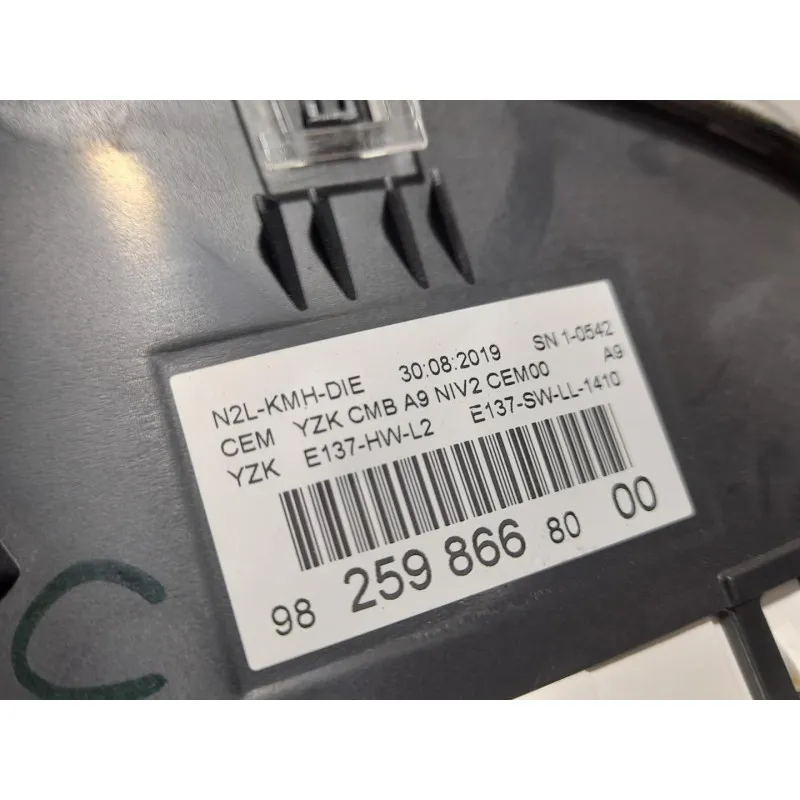 N2L-KMH-DIE 30:08:2019 SN 1-0542
CEM YZK CMB A9 NIV2 CEM00 A9
YZK E137-HW-L2 E137-SW-LL-1410
98 259 866 80 00
C